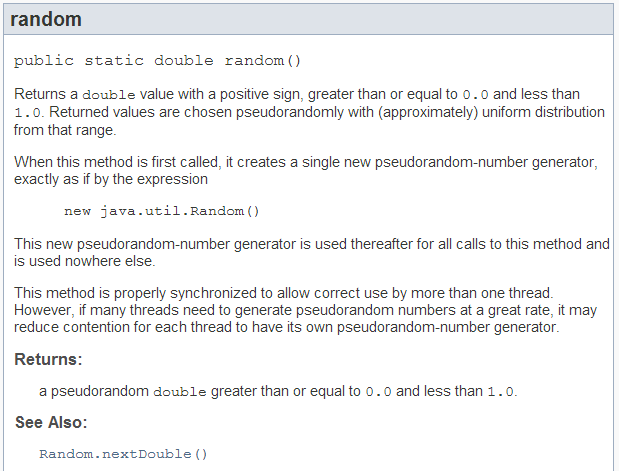 random
public static double random()
Returns a double value with a positive sign, greater than or equal to 0.0 and less than
1.0. Returned values are chosen pseudorandomly with (approximately) uniform distribution
from that range.
When this method is first called, it creates a single new pseudorandom-number generator,
exactly as if by the expression
new java.util.Random()
This new pseudorandom-number generator is used thereafter for all calls to this method and
is used nowhere else.
This method is properly synchronized to allow correct use by more than one thread.
However, if many threads need to generate pseudorandom numbers at a great rate, it may
reduce contention for each thread to have its own pseudorandom-number generator.
Returns:
a pseudorandom double greater than or equal to 0.0 and less than 1.0.
See Also:
Random.nextDouble()